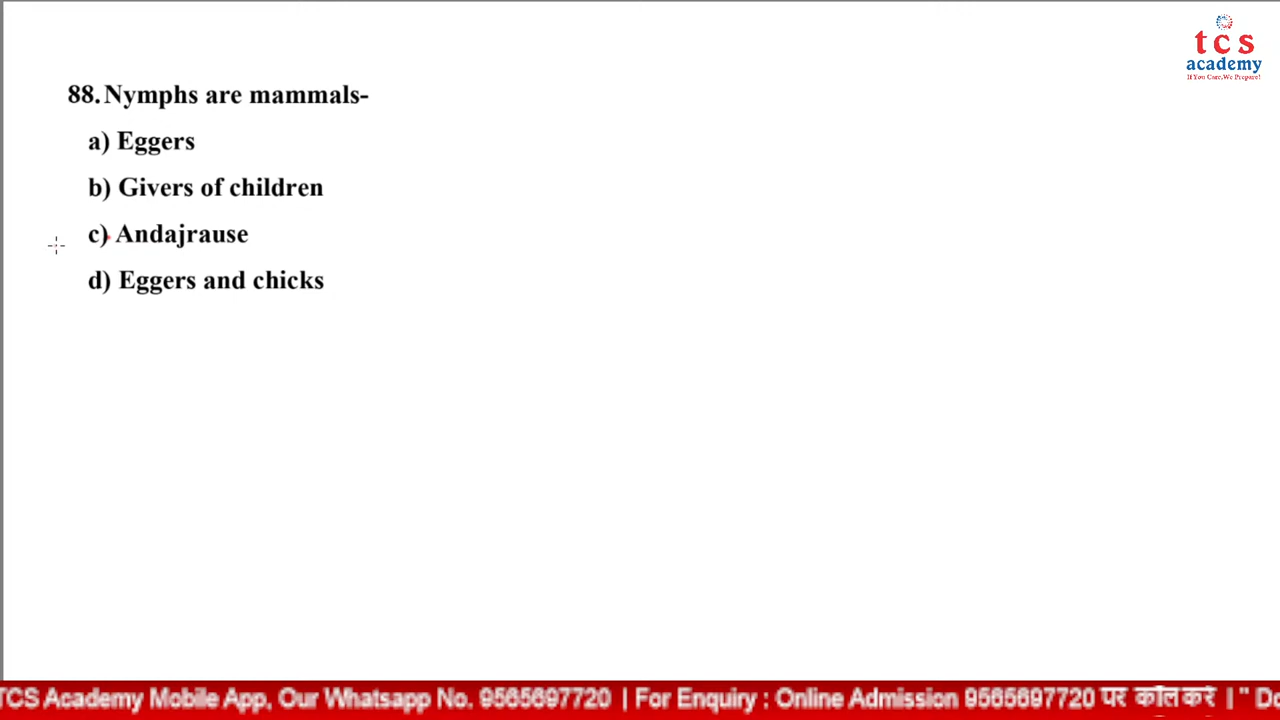 tcs
academy
If You Care, We Prepare!
88. Nymphs are mammals-
a) Eggers
b) Givers of children
c) Andajrause
d) Eggers and chicks
TCS Academy Mobile App, Our Whatsapp No. 9565697720 | For Enquiry : Online Admission 9565697720 पर कॉल करे | " Do